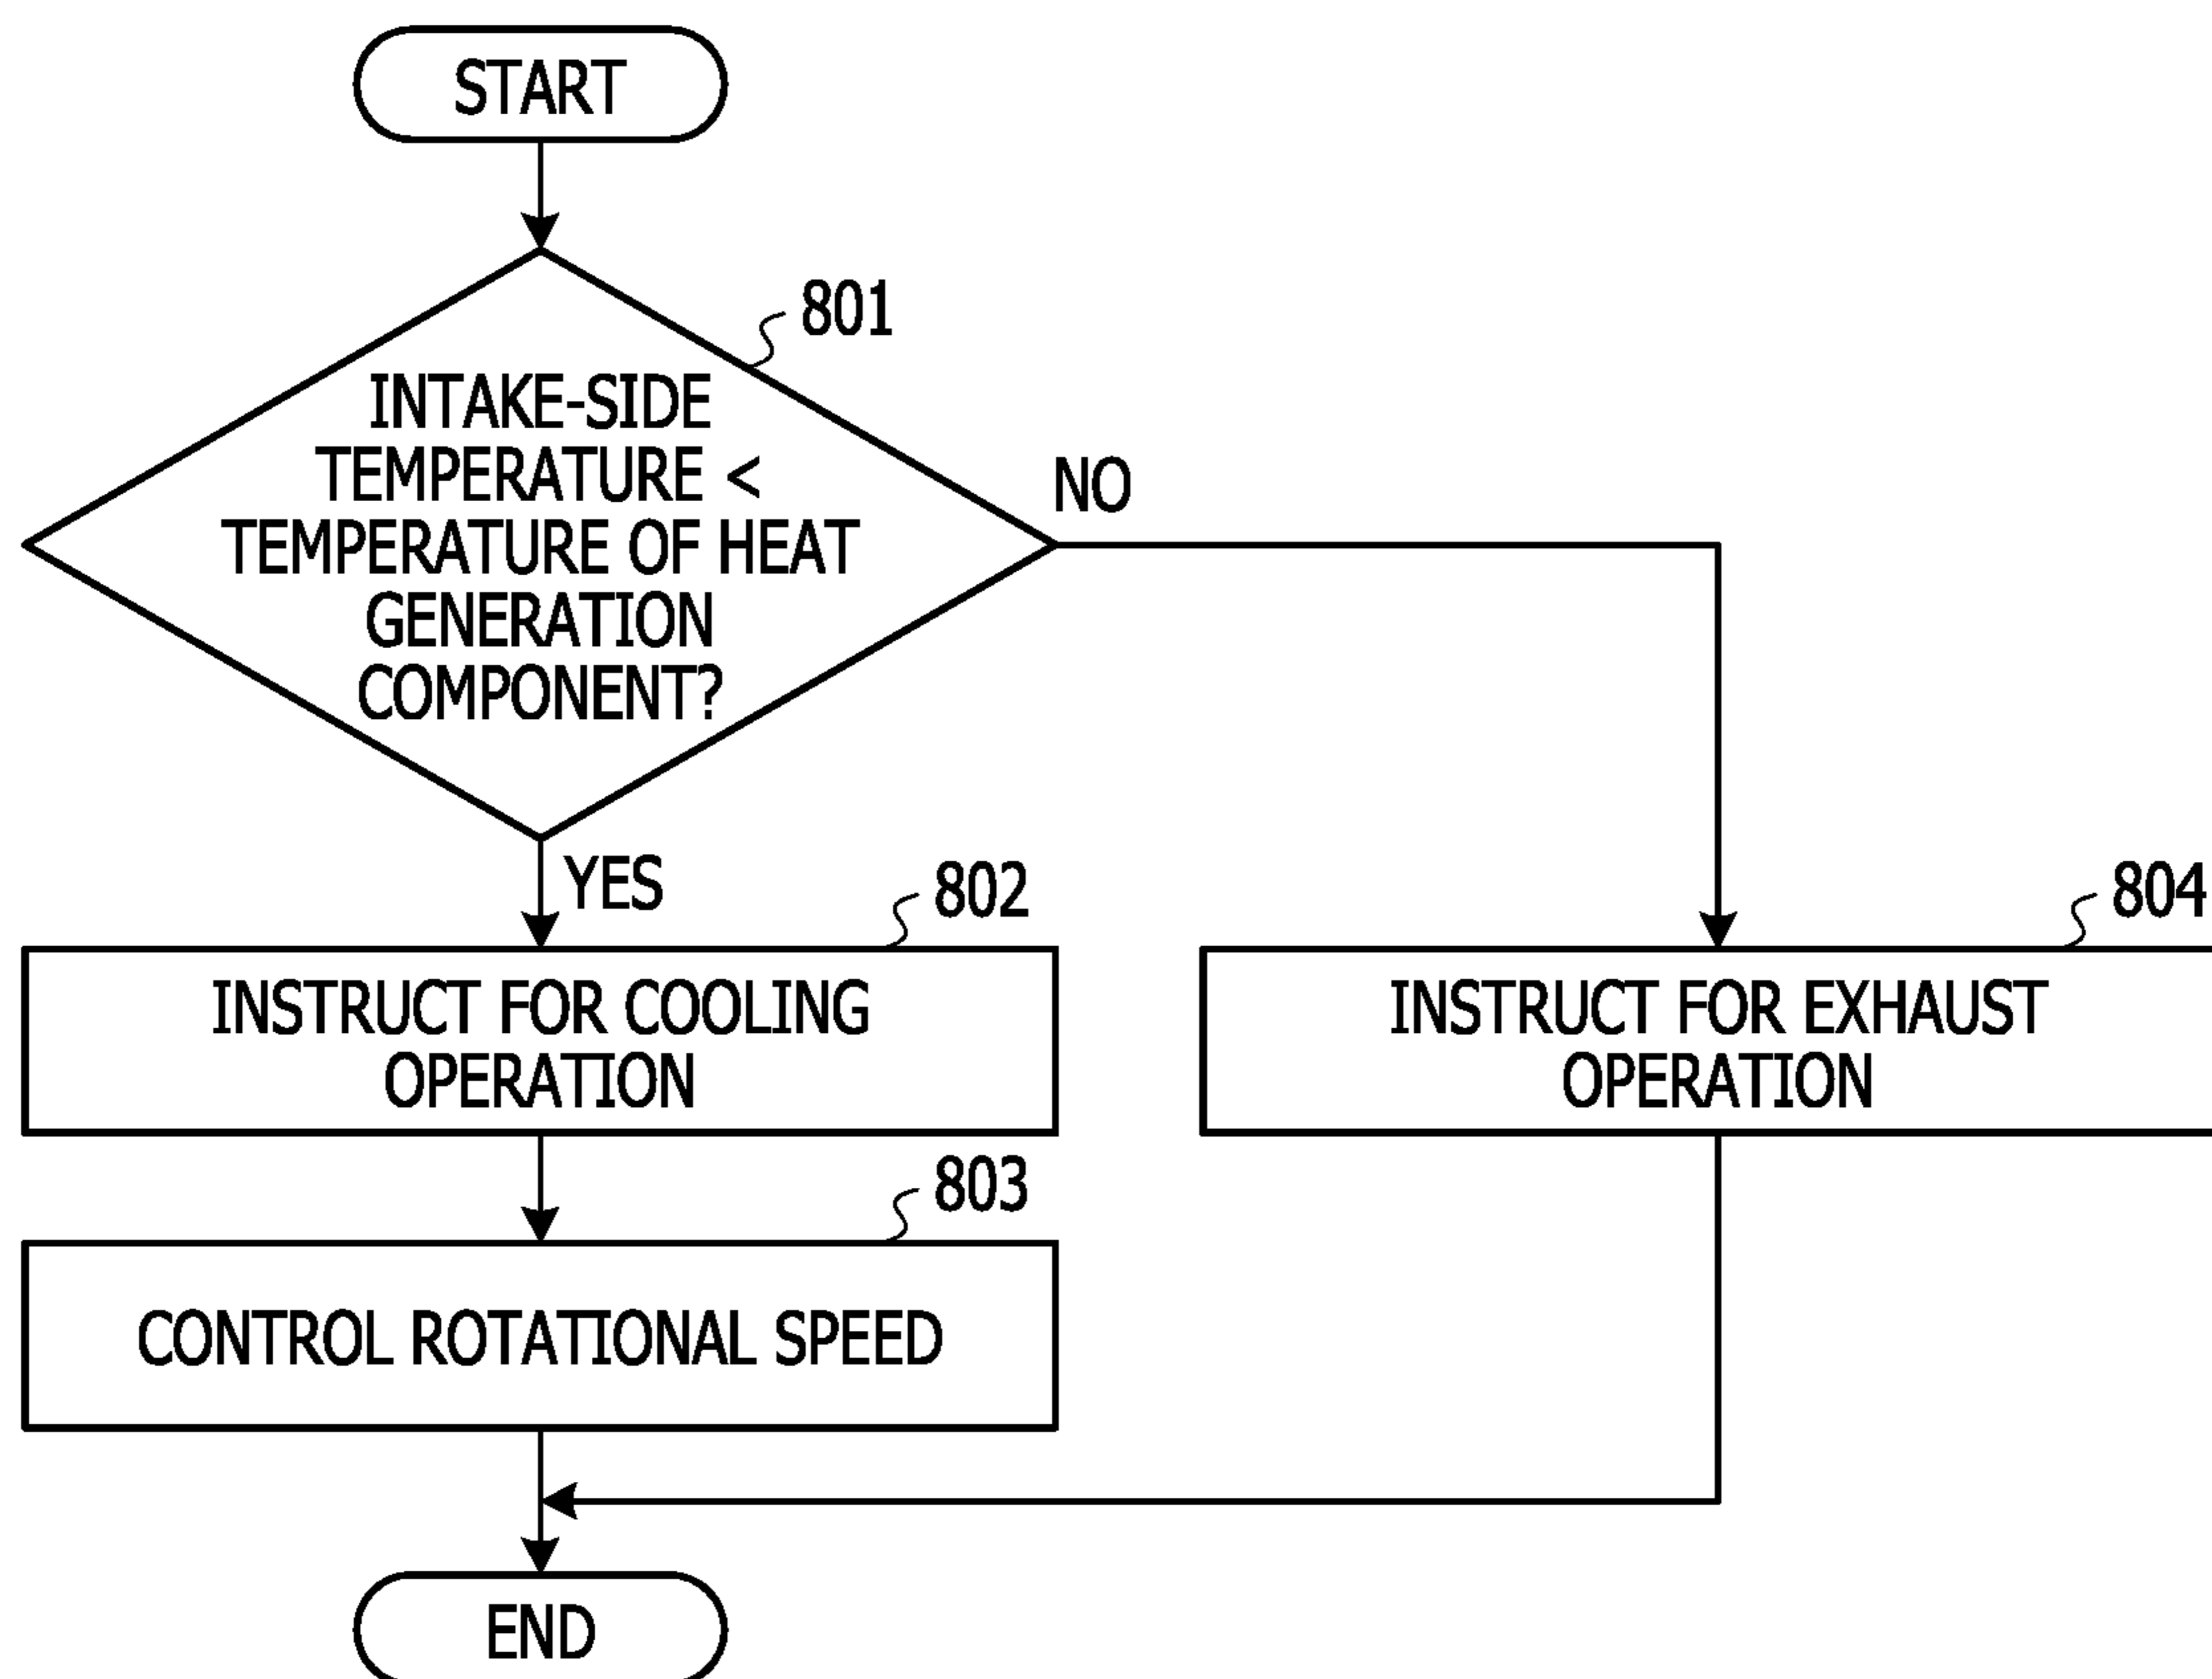 START
801
INTAKE-SIDE
TEMPERATURE <
TEMPERATURE OF HEAT
GENERATION
COMPONENT?
NO
YES
802
INSTRUCT FOR COOLING
OPERATION
804
INSTRUCT FOR EXHAUST
OPERATION
803
CONTROL ROTATIONAL SPEED
END